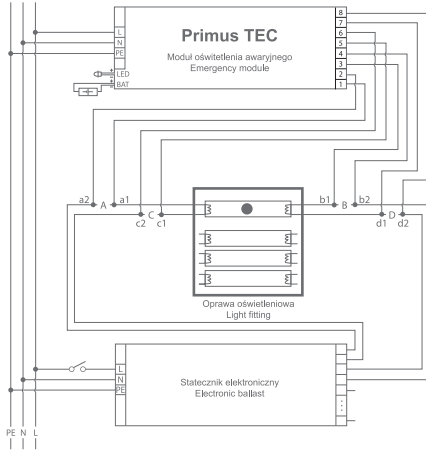 Primus TEC
Moduł oświtetlenia awaryjnego
Emergency module
L
N
PE
LED
BAT
8
7
6
5
4
3
2
1
a2 A a1
c2 C c1
b1 B b2
d1 D d2
Oprawa oświetleniowa
Light fitting
Statecznik elektroniczny
Electronic ballast
L
N
PE
PE N L